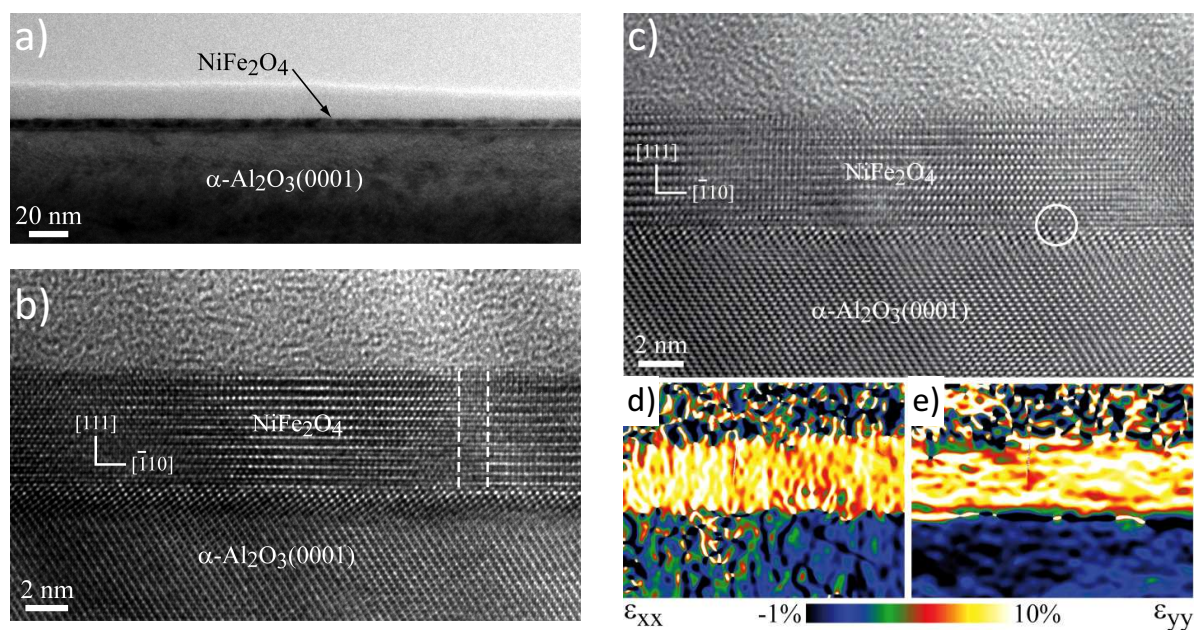 a)
NiFe₂O₄
α-Al₂O₃(0001)
20 nm
b)
[111]
[1̅10]
NiFe₂O₄
α-Al₂O₃(0001)
2 nm
c)
[111]
[1̅10]
NiFe₂O₄
α-Al₂O₃(0001)
2 nm
d)
e)
εxx
-1%
10%
εyy